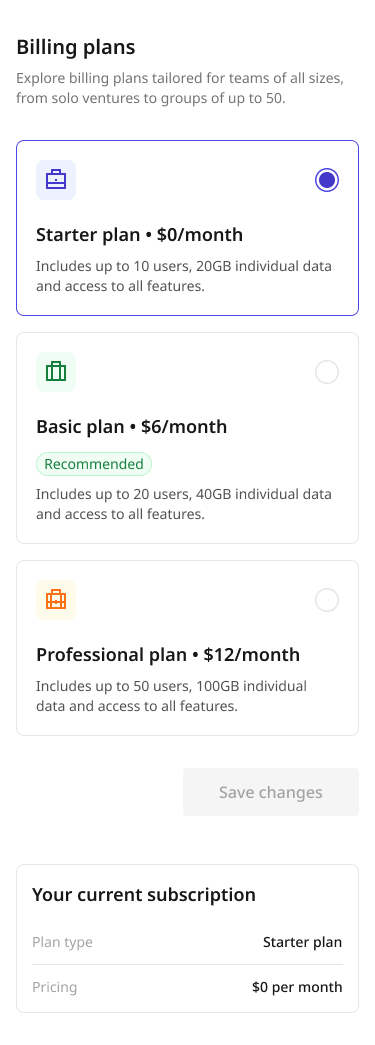 Billing plans
Explore billing plans tailored for teams of all sizes,
from solo ventures to groups of up to 50.
Starter plan • $0/month
Includes up to 10 users, 20GB individual data
and access to all features.
Basic plan • $6/month
Recommended
Includes up to 20 users, 40GB individual data
and access to all features.
Professional plan • $12/month
Includes up to 50 users, 100GB individual
data and access to all features.
Save changes
Your current subscription
Plan type Starter plan
Pricing $0 per month